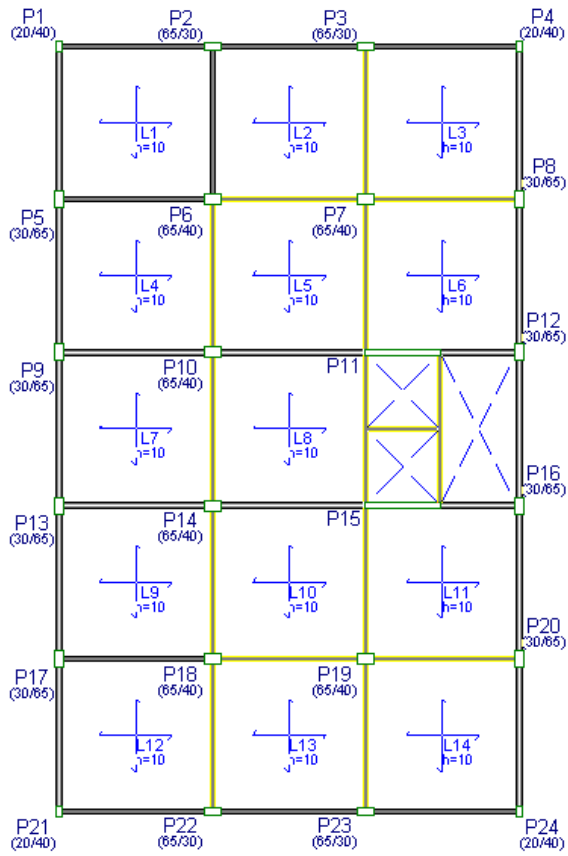 P1
(20/40)
P2
(65/30)
P3
(65/30)
P4
(20/40)
L1
h=10
L2
h=10
L3
h=10
P8
(30/65)
P5
(30/65)
P6
(65/40)
P7
(65/40)
L4
h=10
L5
h=10
L6
h=10
P12
(30/65)
P9
(30/65)
P10
(65/40)
P11
L7
h=10
L8
h=10
P16
(30/65)
P13
(30/65)
P14
(65/40)
P15
L9
h=10
L10
h=10
L11
h=10
P20
(30/65)
P17
(30/65)
P18
(65/40)
P19
(65/40)
L12
h=10
L13
h=10
L14
h=10
P21
(20/40)
P22
(65/30)
P23
(65/30)
P24
(20/40)